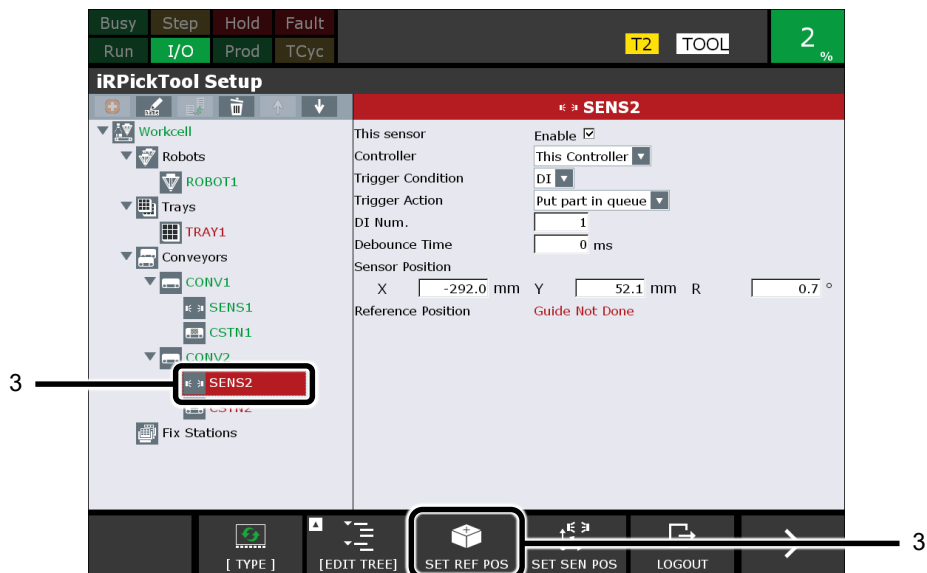 Busy Step Hold Fault
Run I/O Prod TCyc
T2 TOOL
2 %
iRPickTool Setup
SENS2
Workcell
Robots
ROBOT1
Trays
TRAY1
Conveyors
CONV1
SENS1
CSTN1
CONV2
SENS2
CSTN2
Fix Stations
This sensor Enable
Controller This Controller
Trigger Condition DI
Trigger Action Put part in queue
DI Num. 1
Debounce Time 0 ms
Sensor Position
X -292.0 mm Y 52.1 mm R 0.7 °
Reference Position Guide Not Done
3
[ TYPE ] [EDIT TREE] SET REF POS SET SEN POS LOGOUT >
3